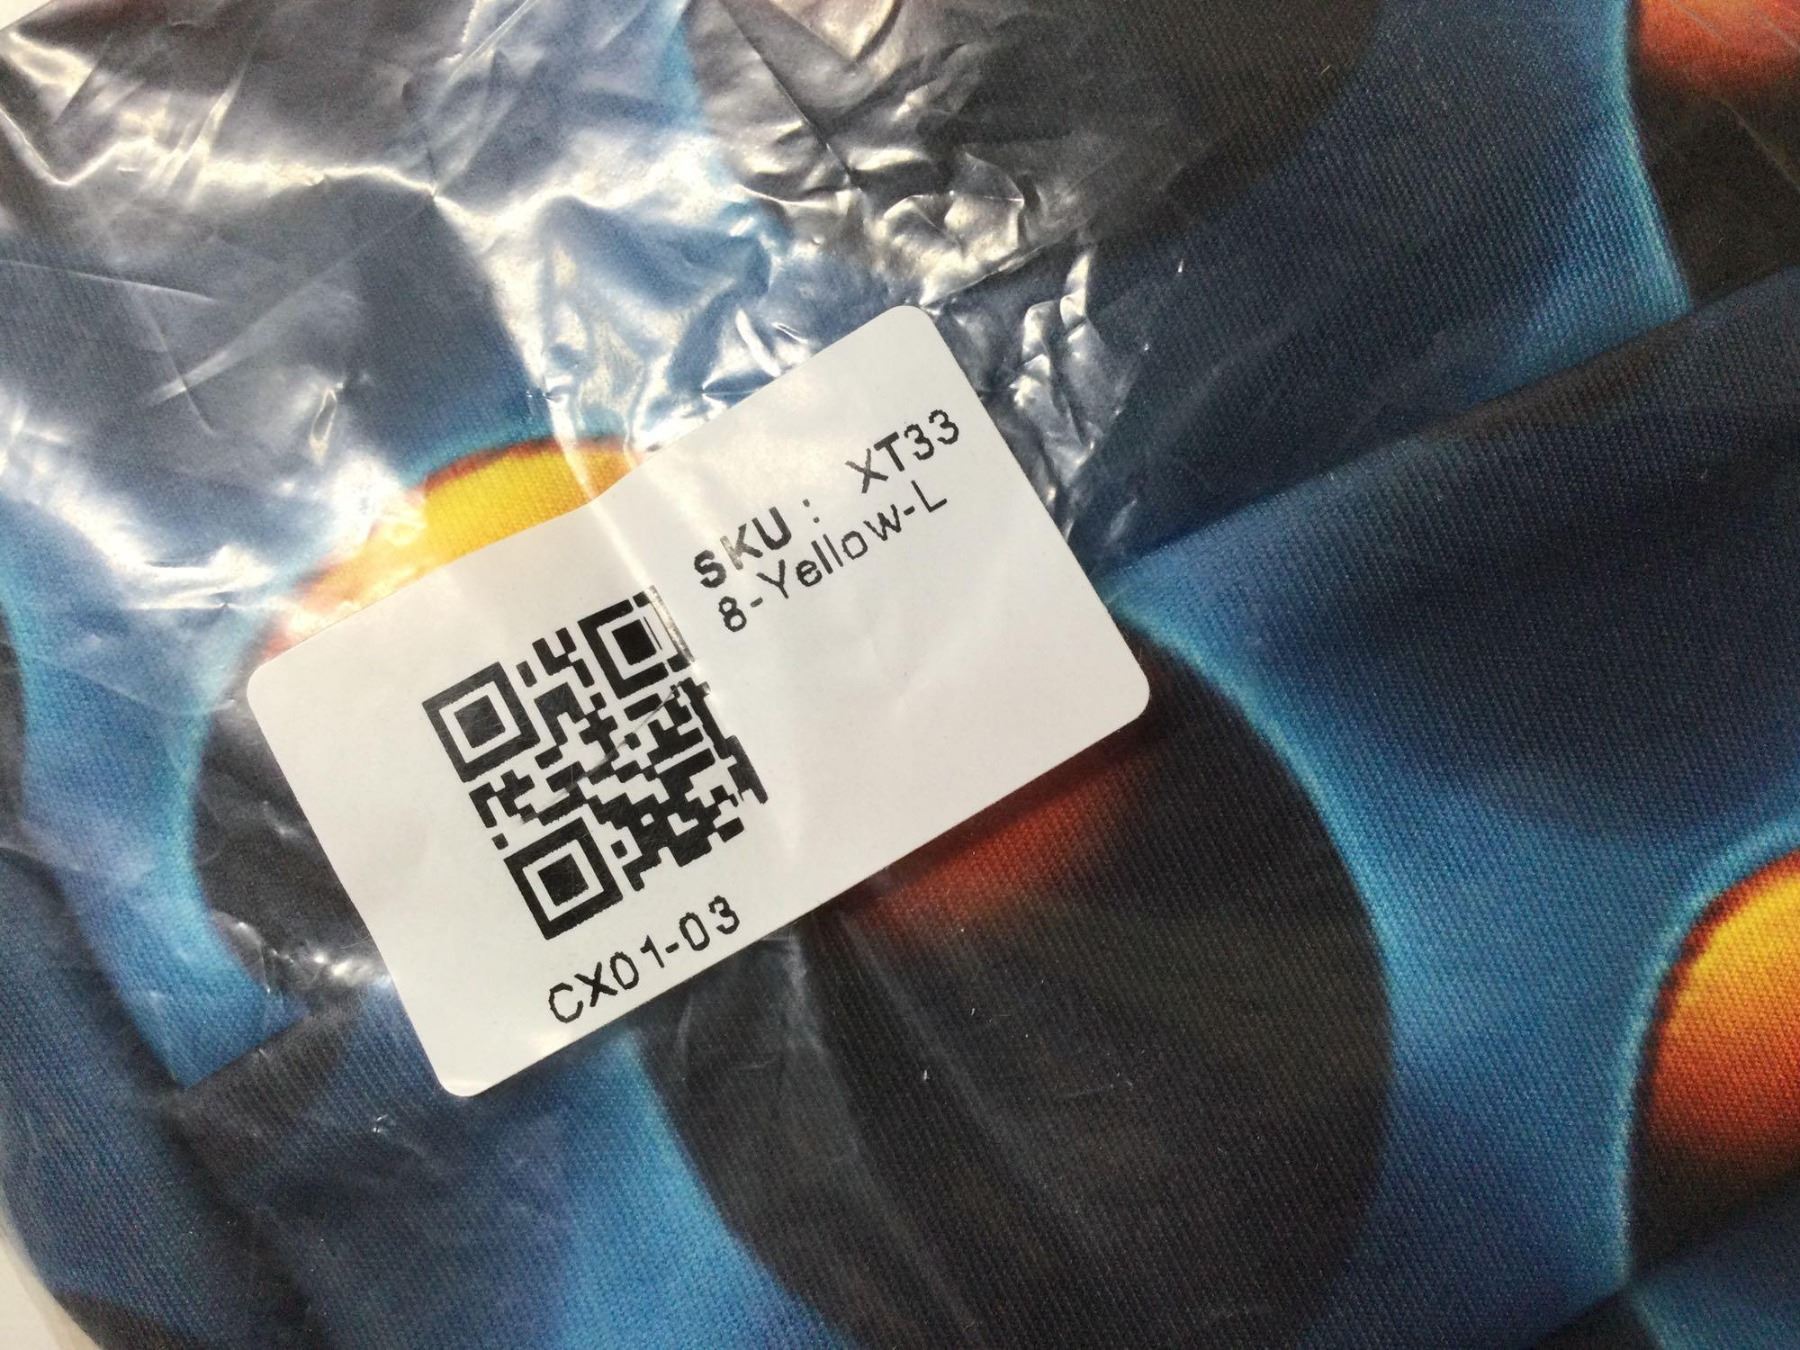 SKU : XT33
8-Yellow-L
CX01-03